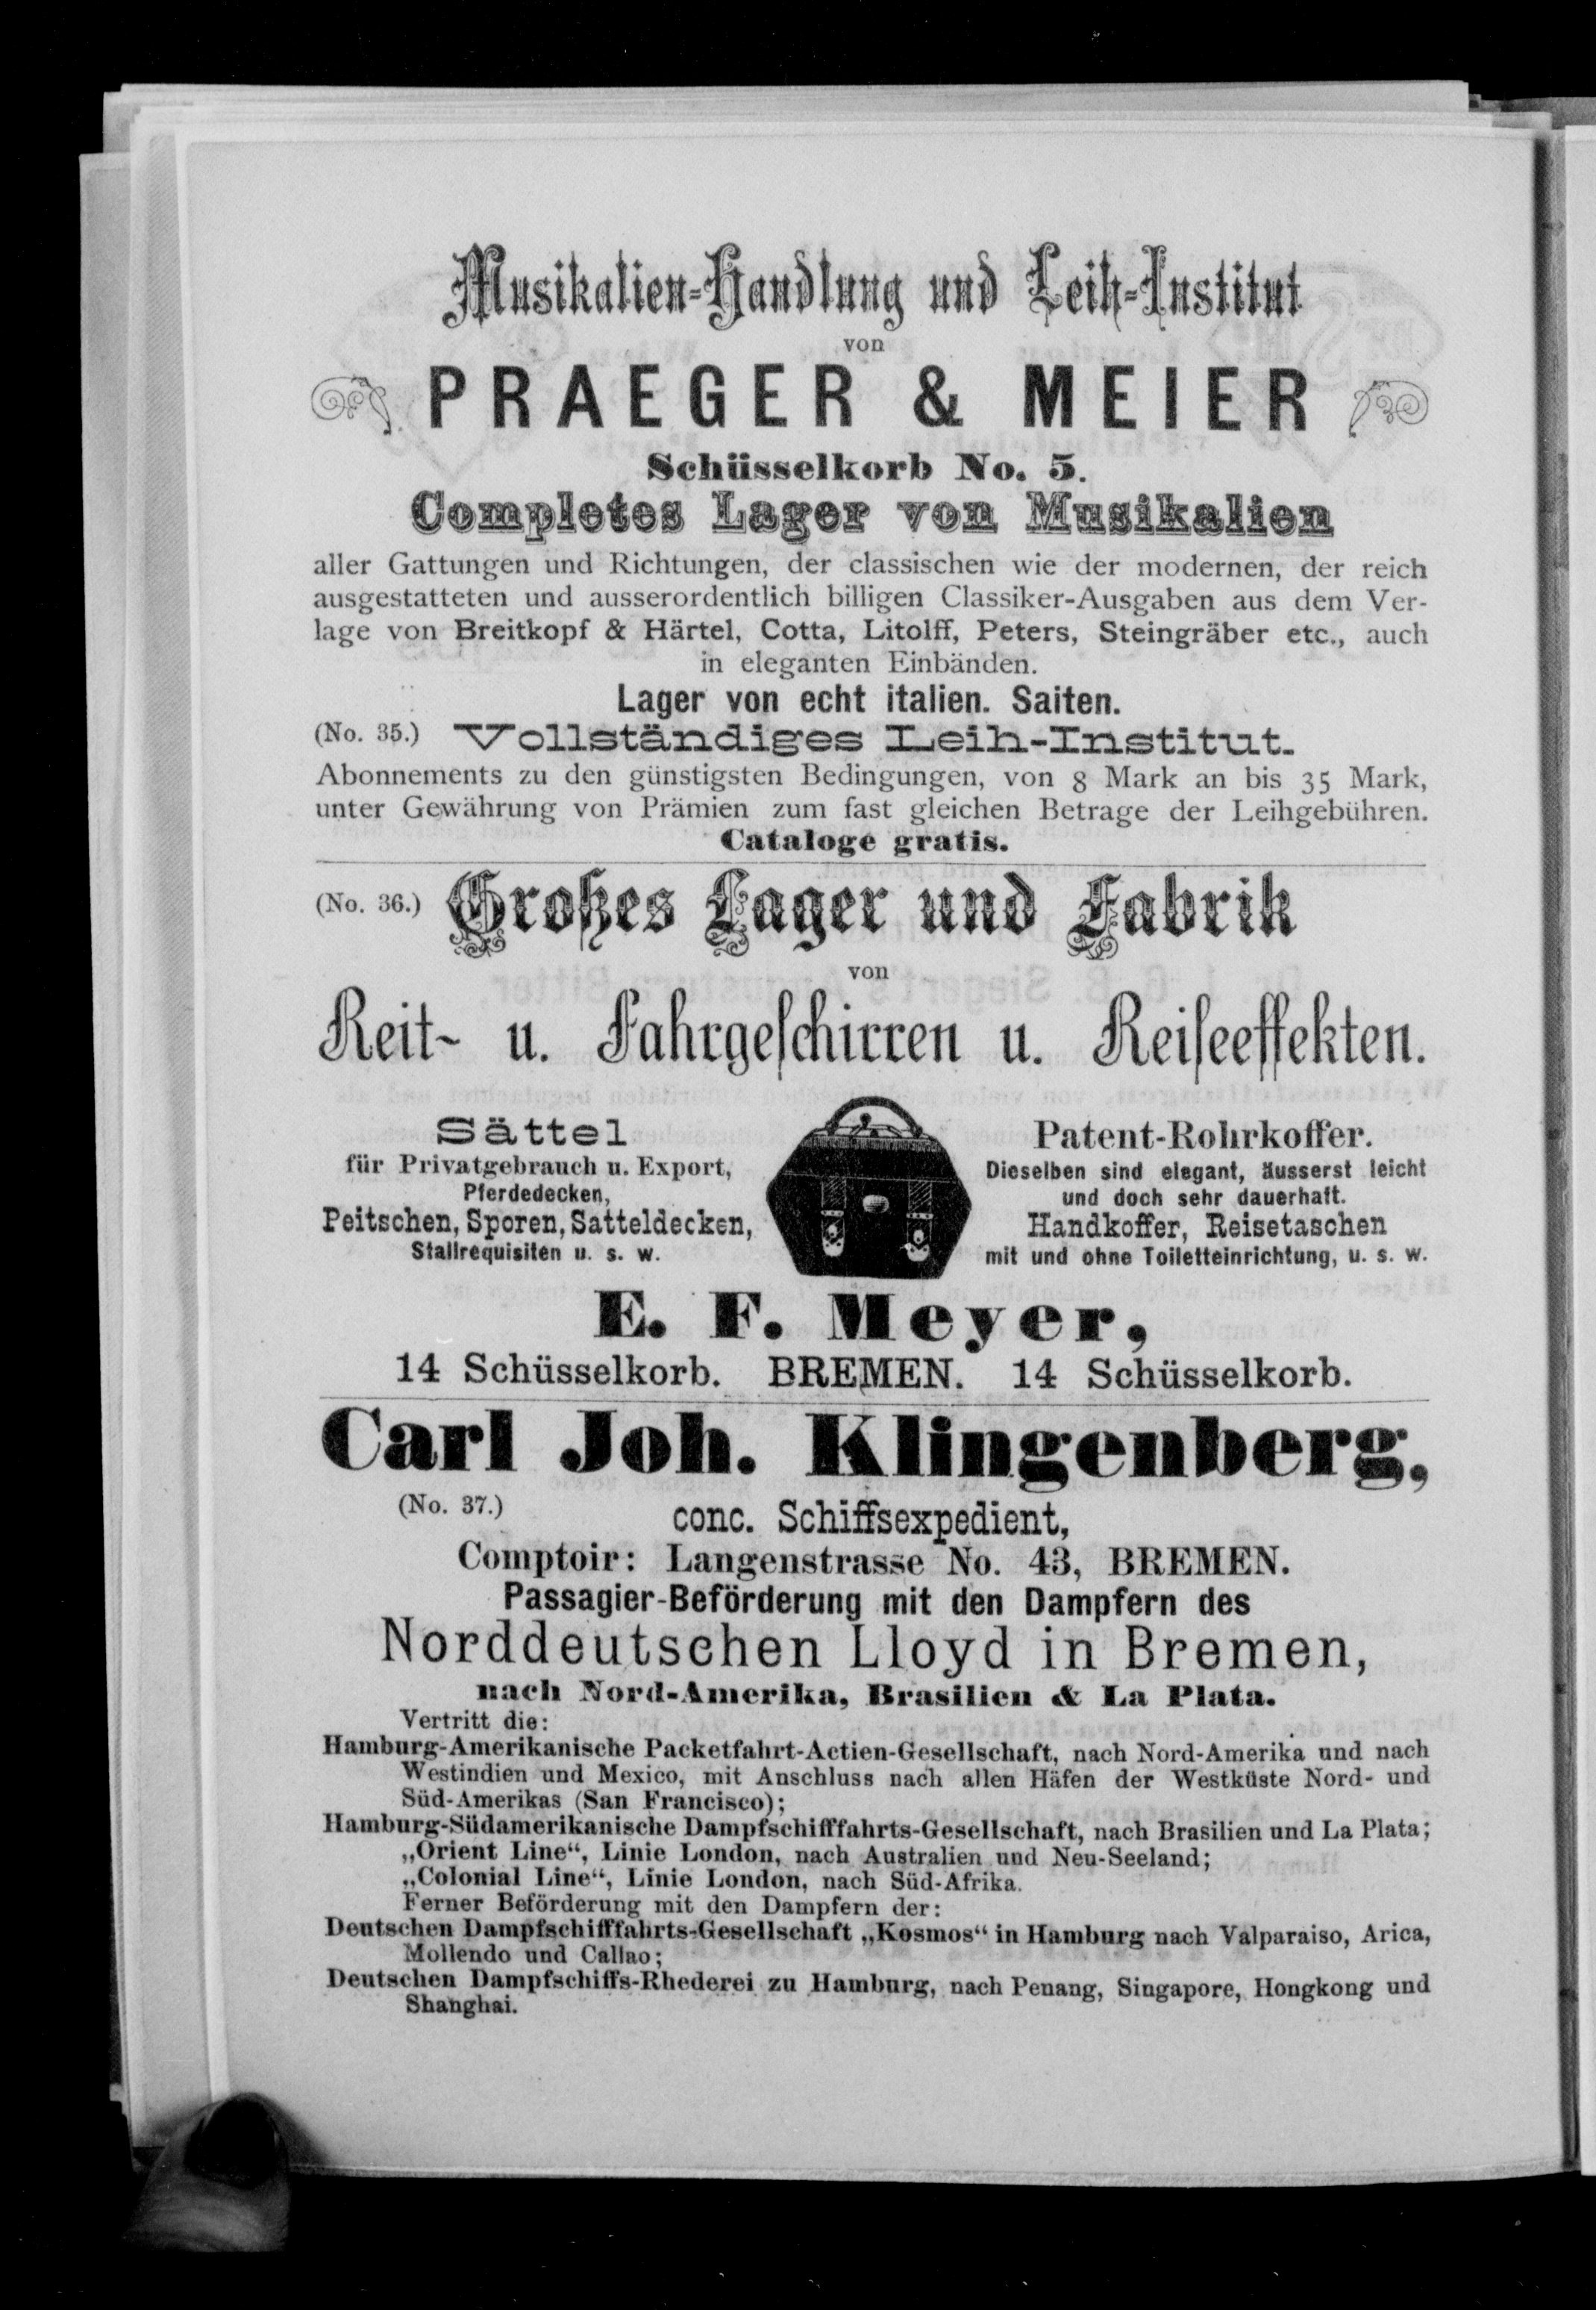 Musikalien-Handlung und Leih-Institut
von
PRAEGER & MEIER
Schüsselkorb No. 5.
Completes Lager von Musikalien
aller Gattungen und Richtungen, der classischen wie der modernen, der reich
ausgestatteten und ausserordentlich billigen Classiker-Ausgaben aus dem Ver-
lage von Breitkopf & Härtel, Cotta, Litolff, Peters, Steingräber etc., auch
in eleganten Einbänden.
Lager von echt italien. Saiten.
(No. 35.) Vollständiges Leih-Institut.
Abonnements zu den günstigsten Bedingungen, von 8 Mark an bis 35 Mark,
unter Gewährung von Prämien zum fast gleichen Betrage der Leihgebühren.
Cataloge gratis.
(No. 36.) Großes Lager und Fabrik
von
Reit- u. Fahrgeschirren u. Reiseeffekten.
Sättel
für Privatgebrauch u. Export,
Pferdedecken,
Peitschen, Sporen, Satteldecken,
Stallrequisiten u. s. w.
Patent-Rohrkoffer.
Dieselben sind elegant, äusserst leicht
und doch sehr dauerhaft.
Handkoffer, Reisetaschen
mit und ohne Toiletteinrichtung, u. s. w.
E. F. Meyer,
14 Schüsselkorb. BREMEN. 14 Schüsselkorb.
Carl Joh. Klingenberg,
(No. 37.) conc. Schiffsexpedient,
Comptoir: Langenstrasse No. 43, BREMEN.
Passagier-Beförderung mit den Dampfern des
Norddeutschen Lloyd in Bremen,
nach Nord-Amerika, Brasilien & La Plata.
Vertritt die:
Hamburg-Amerikanische Packetfahrt-Actien-Gesellschaft, nach Nord-Amerika und nach
Westindien und Mexico, mit Anschluss nach allen Häfen der Westküste Nord- und
Süd-Amerikas (San Francisco);
Hamburg-Südamerikanische Dampfschifffahrts-Gesellschaft, nach Brasilien und La Plata;
„Orient Line“, Linie London, nach Australien und Neu-Seeland;
„Colonial Line“, Linie London, nach Süd-Afrika.
Ferner Beförderung mit den Dampfern der:
Deutschen Dampfschifffahrts-Gesellschaft „Kosmos“ in Hamburg nach Valparaiso, Arica,
Mollendo und Callao;
Deutschen Dampfschiffs-Rhederei zu Hamburg, nach Penang, Singapore, Hongkong und
Shanghai.